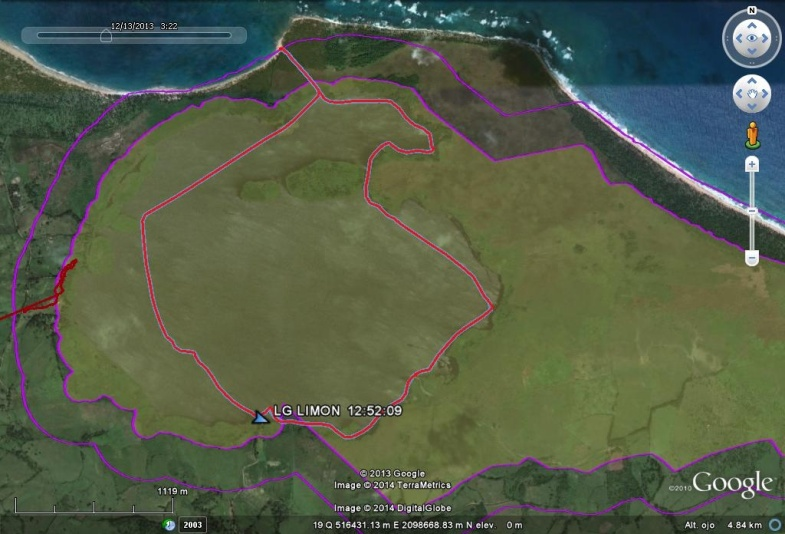 12/13/2013 3:22
N
LG LIMON 12:52:09
© 2013 Google
Image © 2014 TerraMetrics
©2010 Google
1119 m
Image © 2014 DigitalGlobe
2003
19 Q 516431.13 m E 2098668.83 m N elev 0 m
Alt. ojo 4.84 km